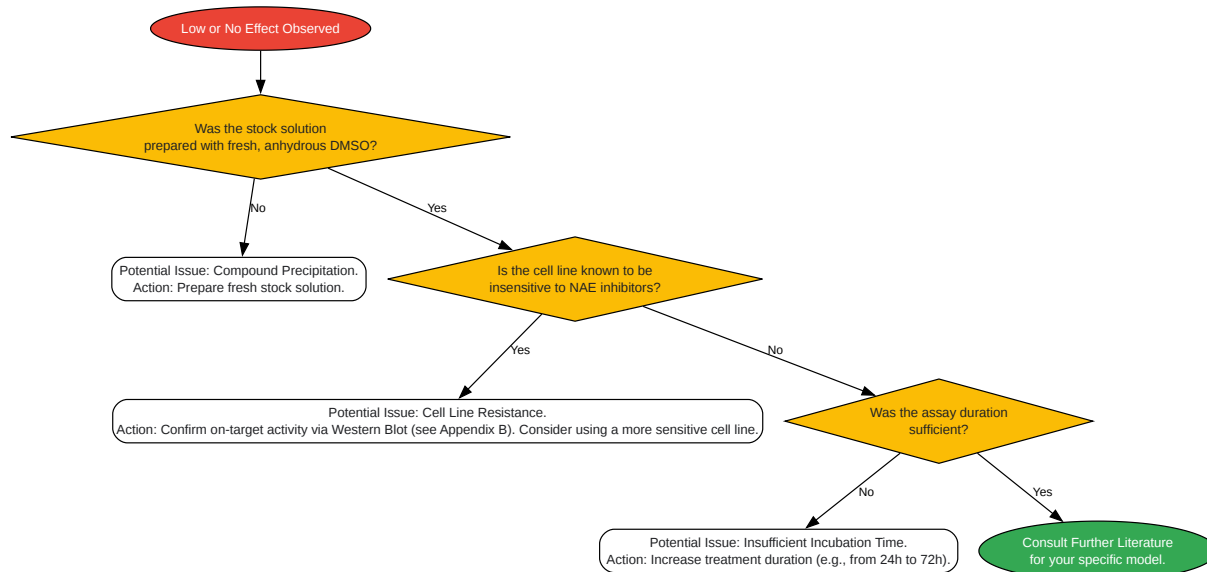 Low or No Effect Observed
Was the stock solution
prepared with fresh, anhydrous DMSO?
No
Yes
Potential Issue: Compound Precipitation.
Action: Prepare fresh stock solution.
Is the cell line known to be
insensitive to NAE inhibitors?
Yes
No
Potential Issue: Cell Line Resistance.
Action: Confirm on-target activity via Western Blot (see Appendix B). Consider using a more sensitive cell line.
Was the assay duration
sufficient?
No
Yes
Potential Issue: Insufficient Incubation Time.
Action: Increase treatment duration (e.g., from 24h to 72h).
Consult Further Literature
for your specific model.